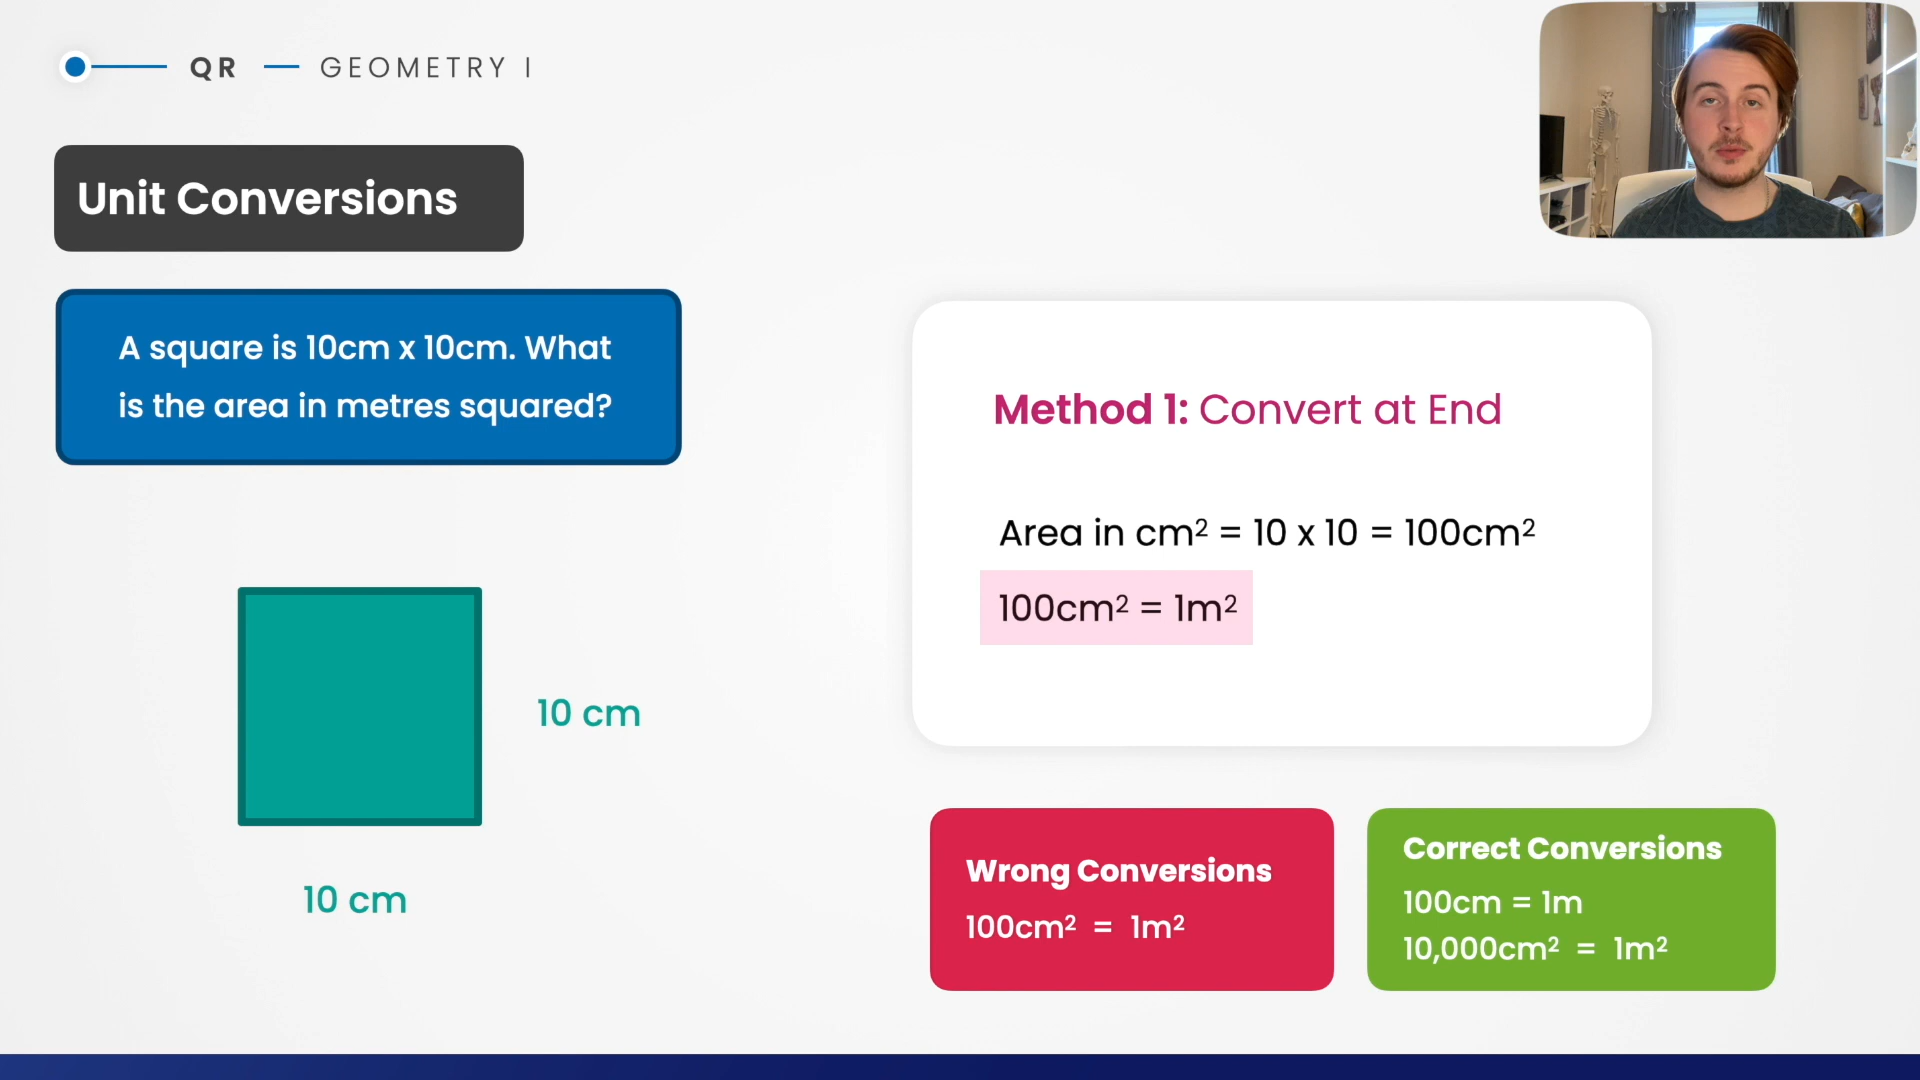 QR — GEOMETRY I
Unit Conversions
A square is 10cm x 10cm. What
is the area in metres squared?
10 cm
10 cm
Method 1: Convert at End
Area in cm² = 10 x 10 = 100cm²
100cm² = 1m²
Wrong Conversions
100cm² = 1m²
Correct Conversions
100cm = 1m
10,000cm² = 1m²